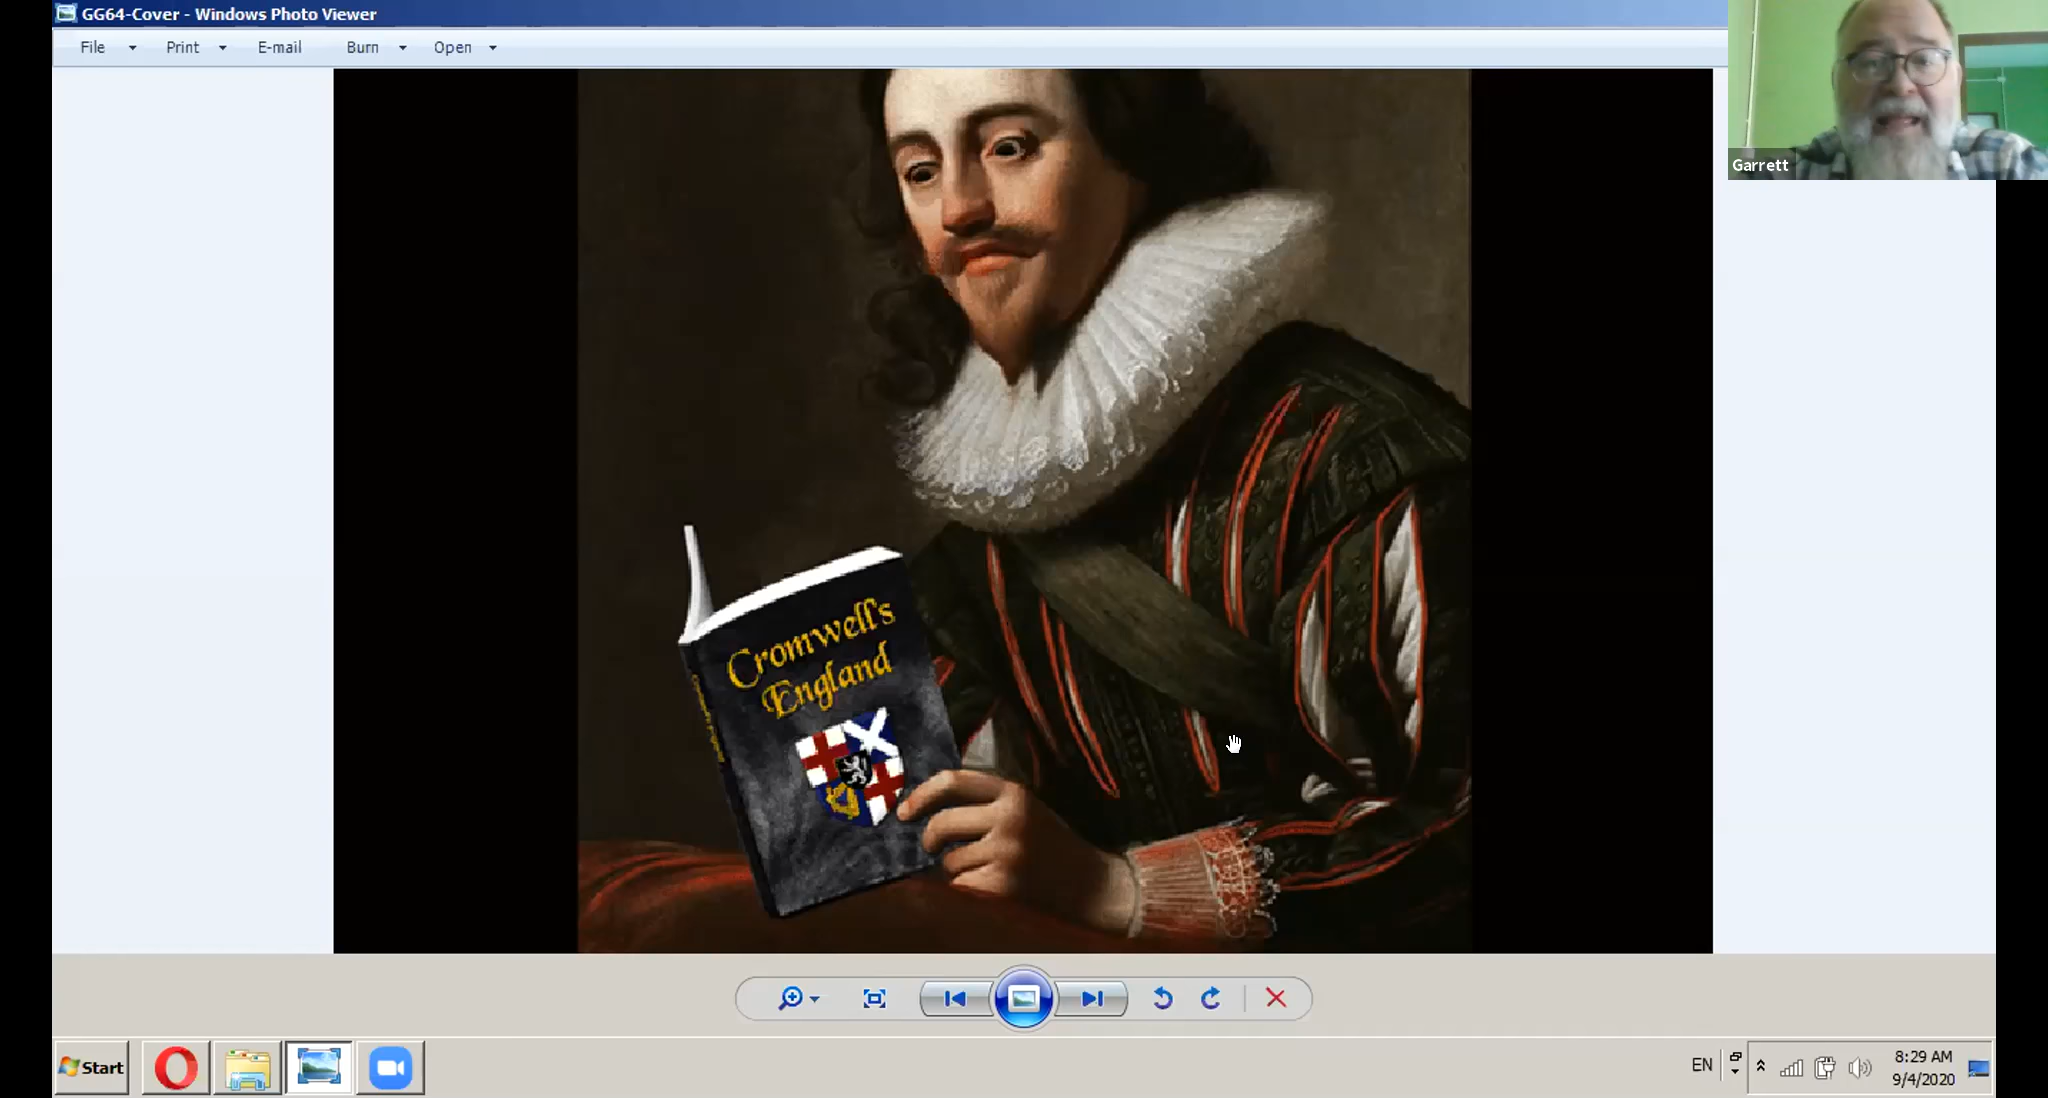 GG64-Cover - Windows Photo Viewer
File Print E-mail Burn Open
Garrett
Cromwell's
England
Start
EN
8:29 AM
9/4/2020